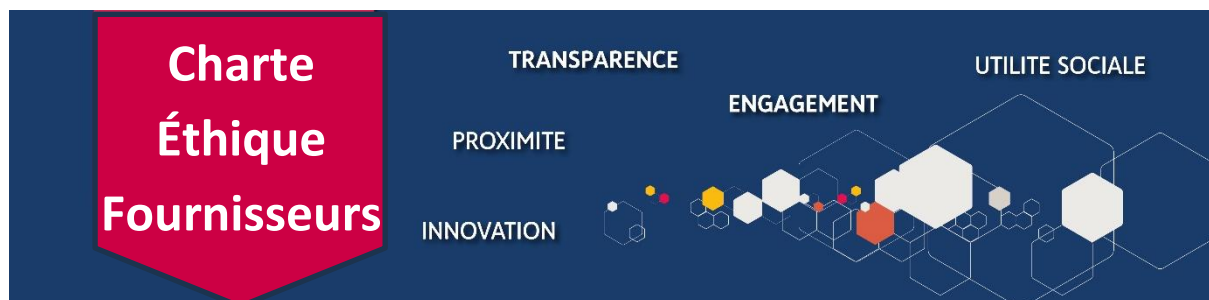 Charte
Éthique
Fournisseurs
TRANSPARENCE
UTILITE SOCIALE
ENGAGEMENT
PROXIMITE
INNOVATION